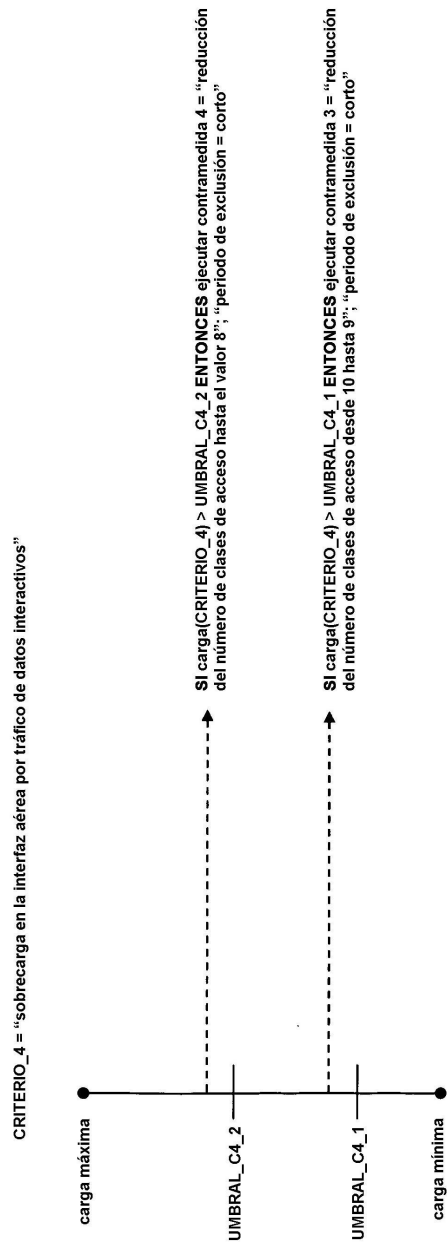 CRITERIO_4 = “sobrecarga en la interfaz aérea por tráfico de datos interactivos”
carga máxima
SI carga(CRITERIO_4) > UMBRAL_C4_2 ENTONCES ejecutar contramedida 4 = “reducción
del número de clases de acceso hasta el valor 8”; “periodo de exclusión = corto”
UMBRAL_C4_2
SI carga(CRITERIO_4) > UMBRAL_C4_1 ENTONCES ejecutar contramedida 3 = “reducción
del número de clases de acceso desde 10 hasta 9”; “periodo de exclusión = corto”
UMBRAL_C4_1
carga mínima